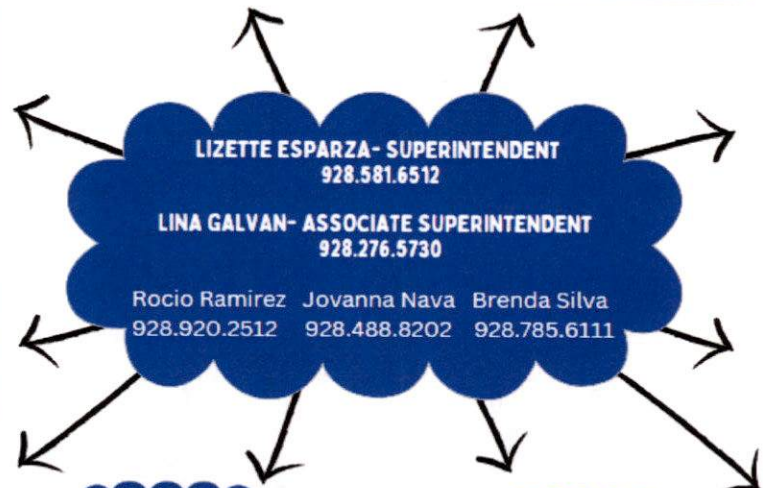 LIZETTE ESPARZA- SUPERINTENDENT
928.581.6512
LINA GALVAN- ASSOCIATE SUPERINTENDENT
928.276.5730
Rocio Ramirez Jovanna Nava Brenda Silva
928.920.2512 928.488.8202 928.785.6111